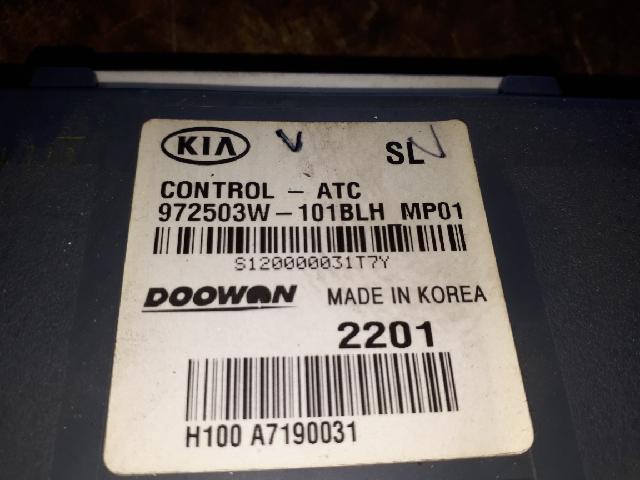 KIA V SL V
CONTROL - ATC
972503W-101BLH MP01
S120000031T7Y
DOOWON MADE IN KOREA
2201
H100 A7190031